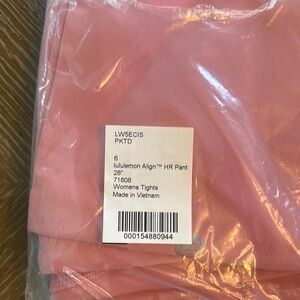 LW5ECIS
PKTD
6
lululemon Align™ HR Pant
28"
71808
Womens Tights
Made in Vietnam
000154880944